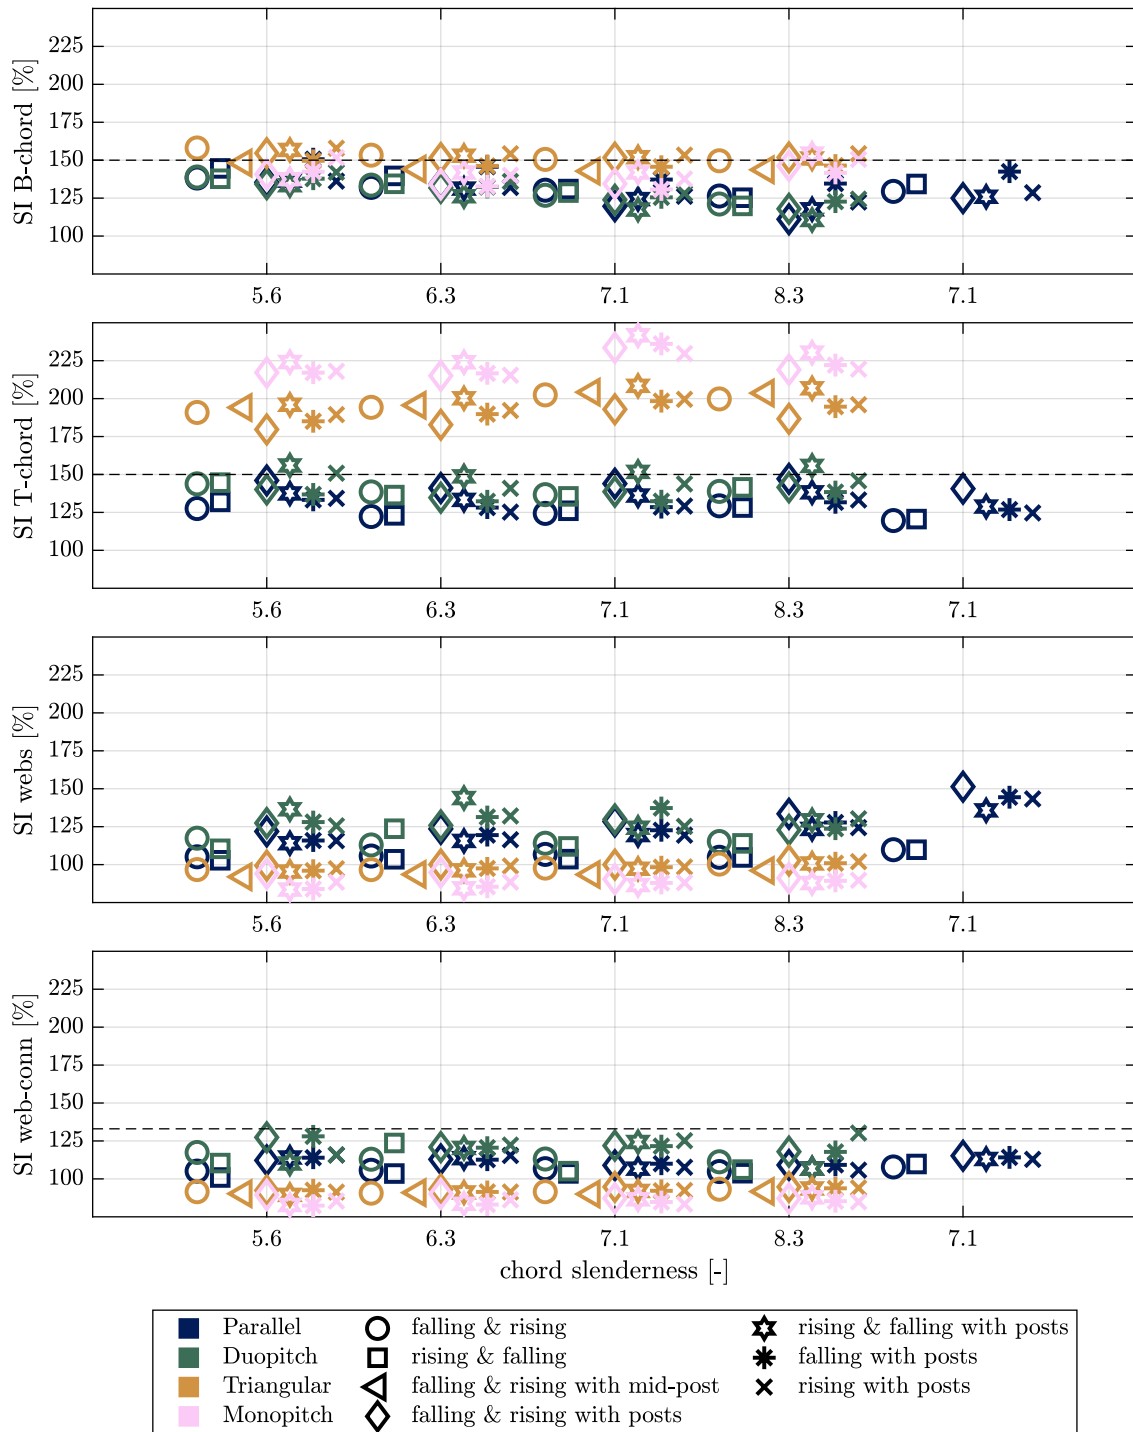 SI B-chord [%]
225
200
175
150
125
100
5.6 6.3 7.1 8.3 7.1
SI T-chord [%]
225
200
175
150
125
100
5.6 6.3 7.1 8.3 7.1
SI webs [%]
225
200
175
150
125
100
5.6 6.3 7.1 8.3 7.1
SI web-conn [%]
225
200
175
150
125
100
5.6 6.3 7.1 8.3 7.1
chord slenderness [-]
Parallel
Duopitch
Triangular
Monopitch
falling & rising
rising & falling
falling & rising with mid-post
falling & rising with posts
rising & falling with posts
falling with posts
rising with posts